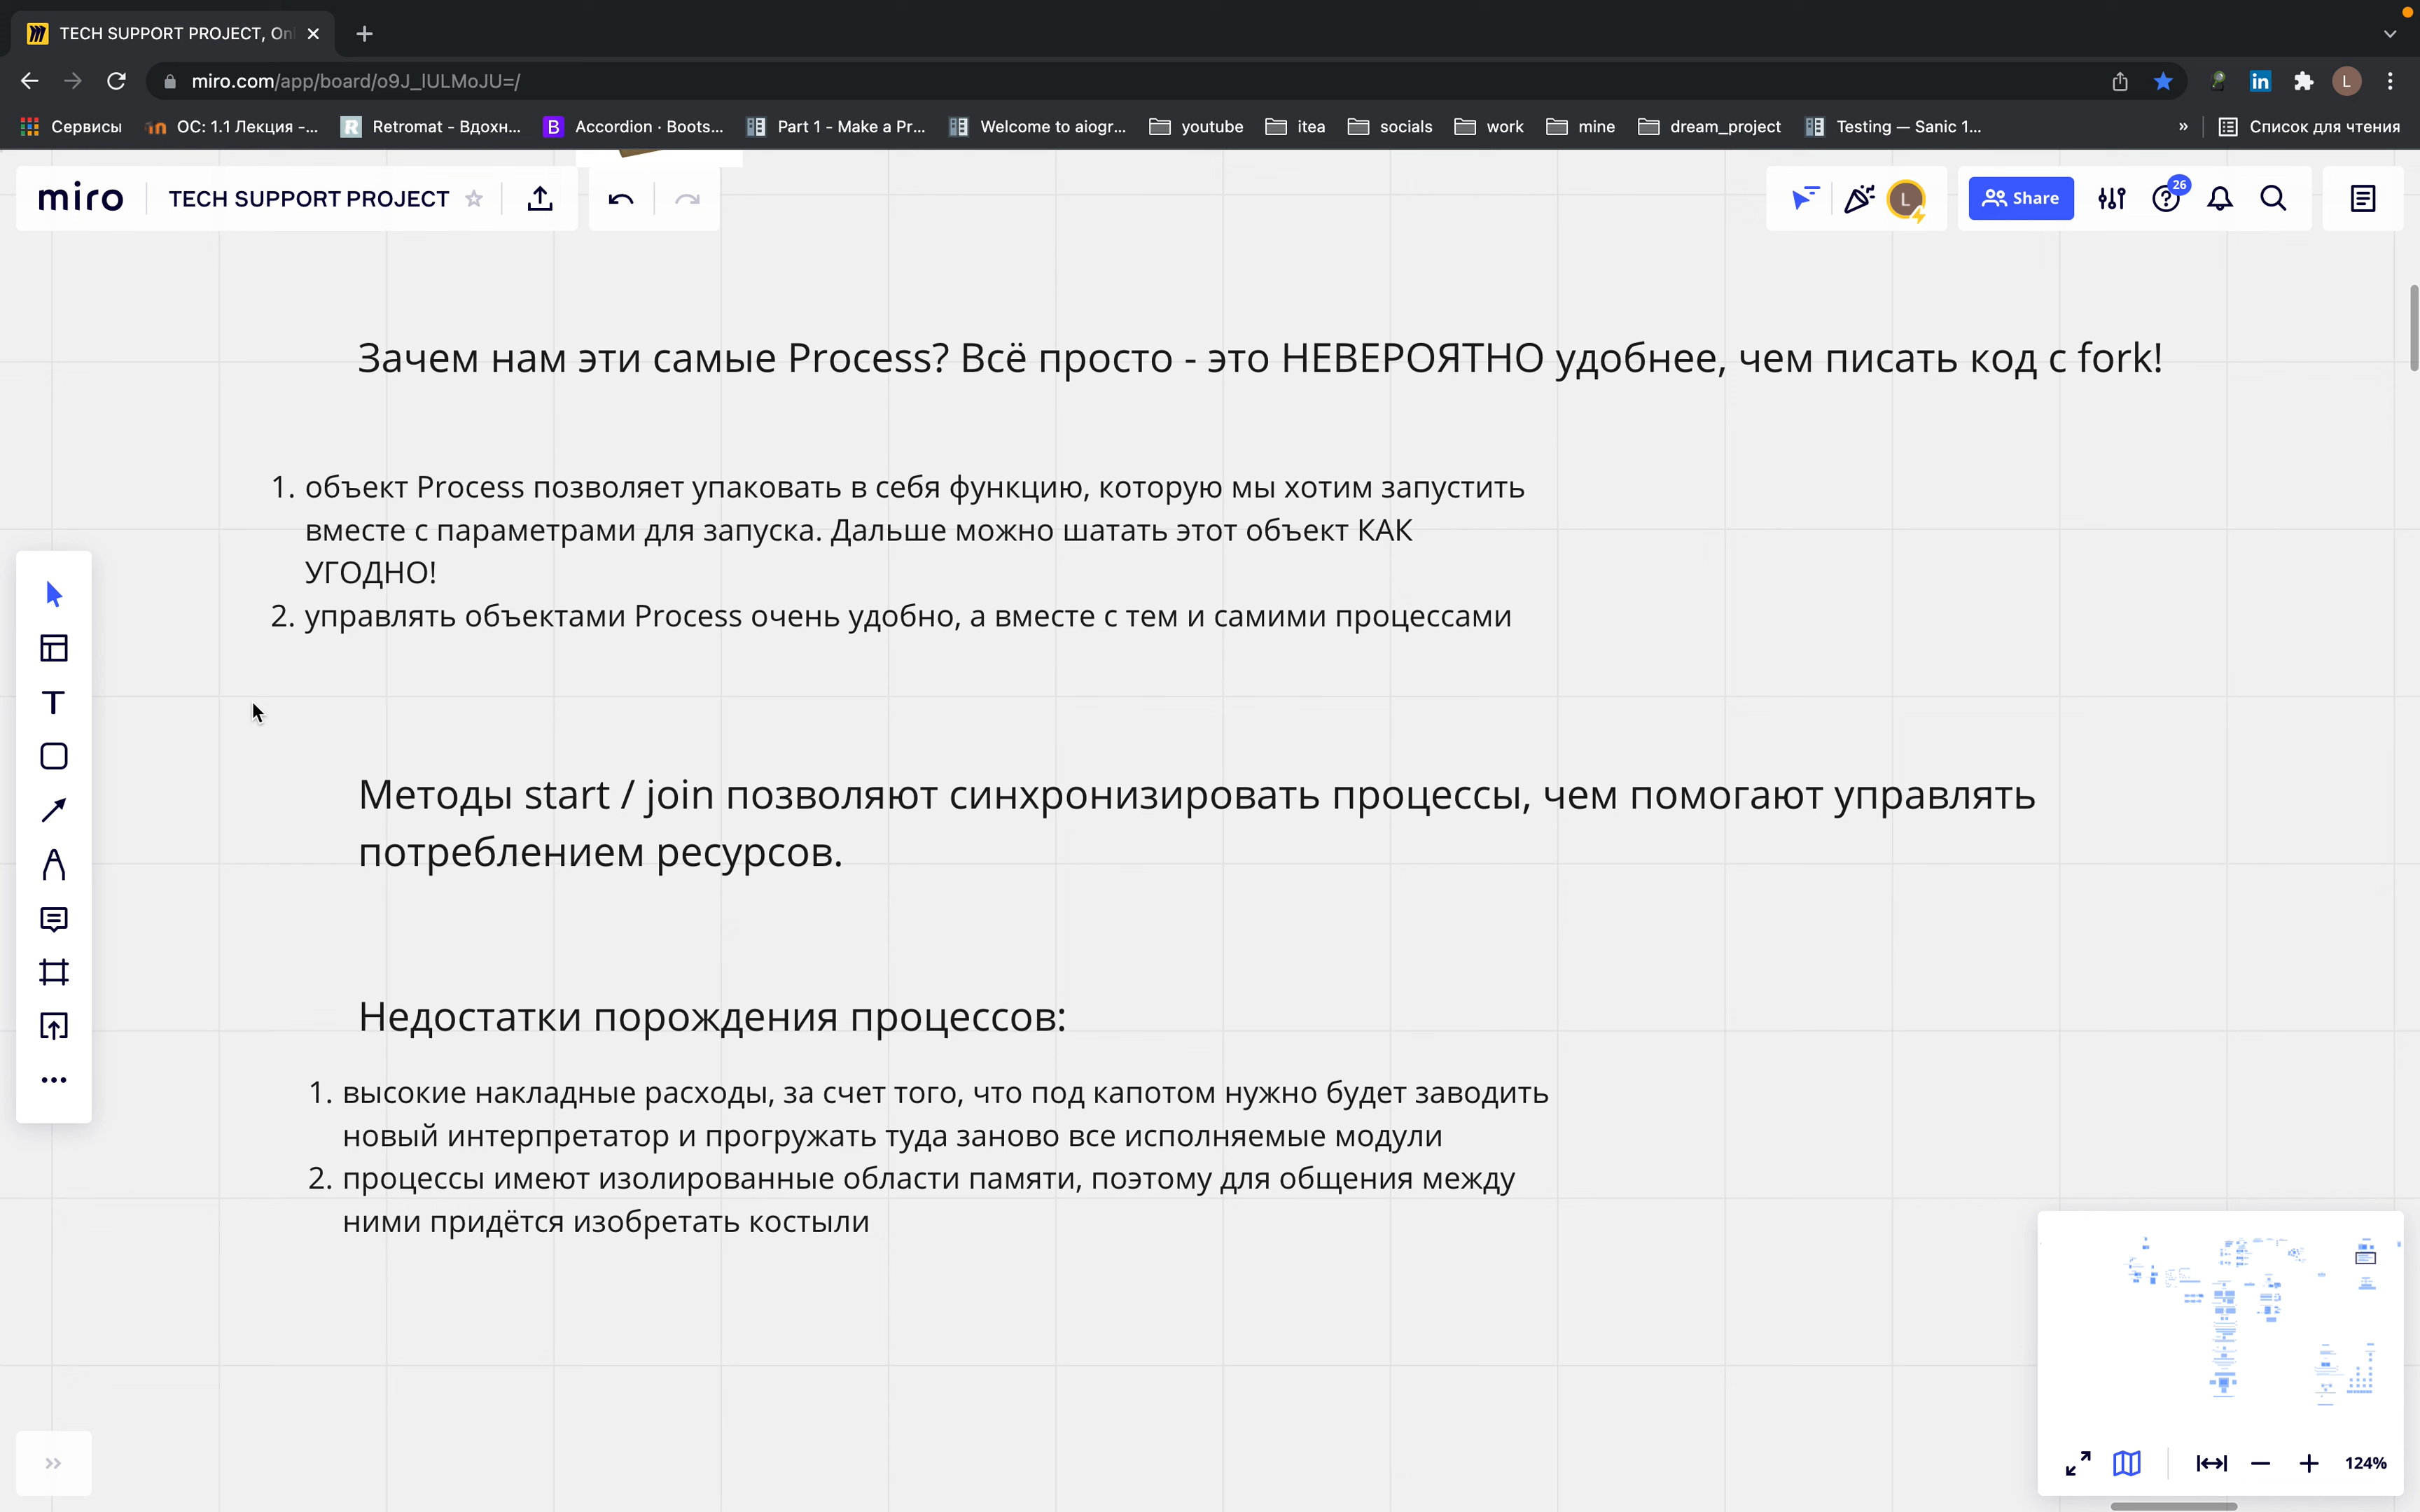 TECH SUPPORT PROJECT, Onl
miro.com/app/board/o9J_lULMoJU=/
L
Сервисы
ОС: 1.1 Лекция -...
Retromat - Вдохн...
Accordion · Boots...
Part 1 - Make a Pr...
Welcome to aiogr...
youtube
itea
socials
work
mine
dream_project
Testing — Sanic 1...
»
Список для чтения
miro
TECH SUPPORT PROJECT
L
Share
26
Зачем нам эти самые Process? Всё просто - это НЕВЕРОЯТНО удобнее, чем писать код с fork!
1. объект Process позволяет упаковать в себя функцию, которую мы хотим запустить
вместе с параметрами для запуска. Дальше можно шатать этот объект КАК
УГОДНО!
2. управлять объектами Process очень удобно, а вместе с тем и самими процессами
Методы start / join позволяют синхронизировать процессы, чем помогают управлять
потреблением ресурсов.
Недостатки порождения процессов:
1. высокие накладные расходы, за счет того, что под капотом нужно будет заводить
новый интерпретатор и прогружать туда заново все исполняемые модули
2. процессы имеют изолированные области памяти, поэтому для общения между
ними придётся изобретать костыли
124%